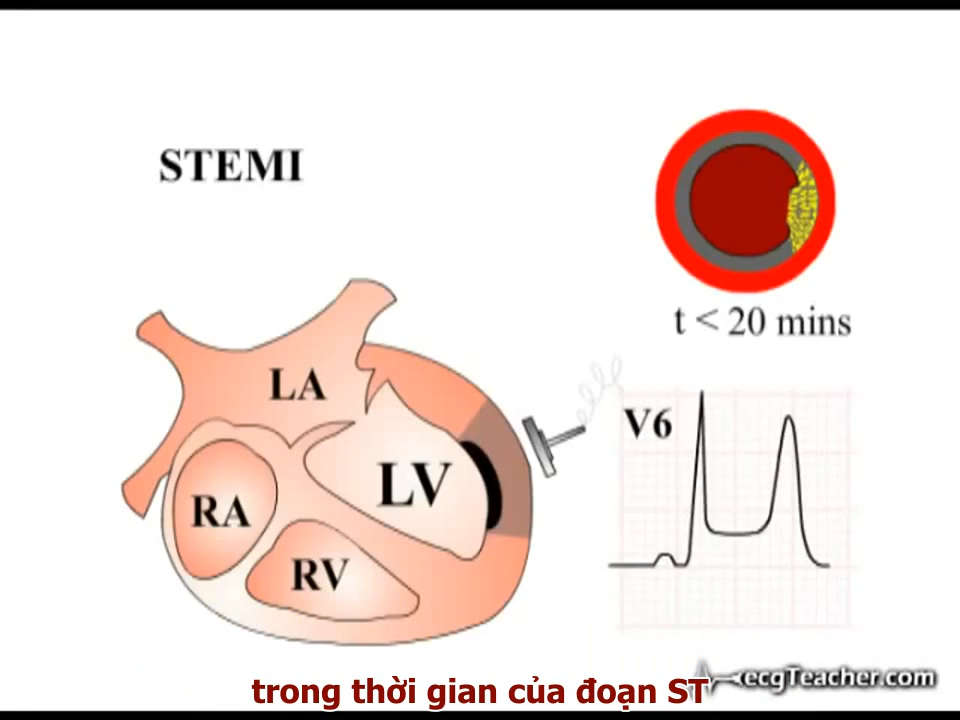 STEMI
t < 20 mins
LA
V6
LV
RA
RV
ecgTeacher.com
trong thời gian của đoạn ST